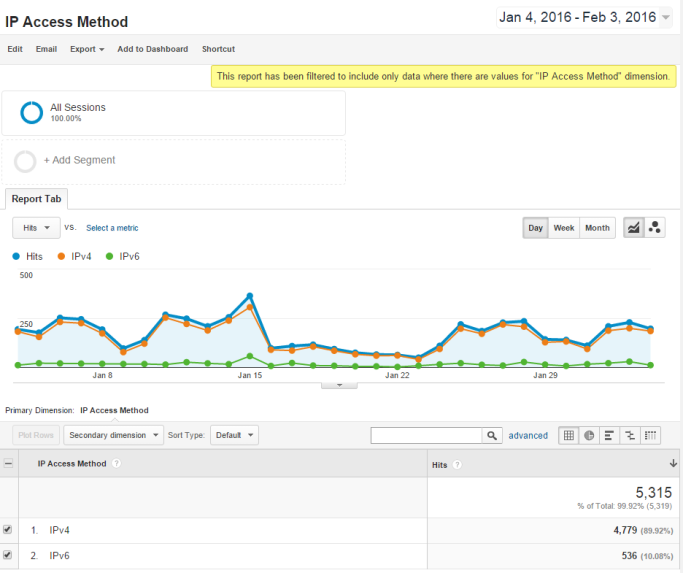 IP Access Method
Jan 4, 2016 - Feb 3, 2016
Edit Email Export Add to Dashboard Shortcut
This report has been filtered to include only data where there are values for "IP Access Method" dimension.
All Sessions
100.00%
+ Add Segment
Report Tab
Hits VS. Select a metric
Day Week Month
Hits IPv4 IPv6
500
250
Jan 8 Jan 15 Jan 22 Jan 29
Primary Dimension: IP Access Method
Plot Rows Secondary dimension Sort Type: Default advanced
IP Access Method ? Hits ?
5,315
% of Total: 99.92% (5,319)
1. IPv4 4,779 (89.92%)
2. IPv6 536 (10.08%)